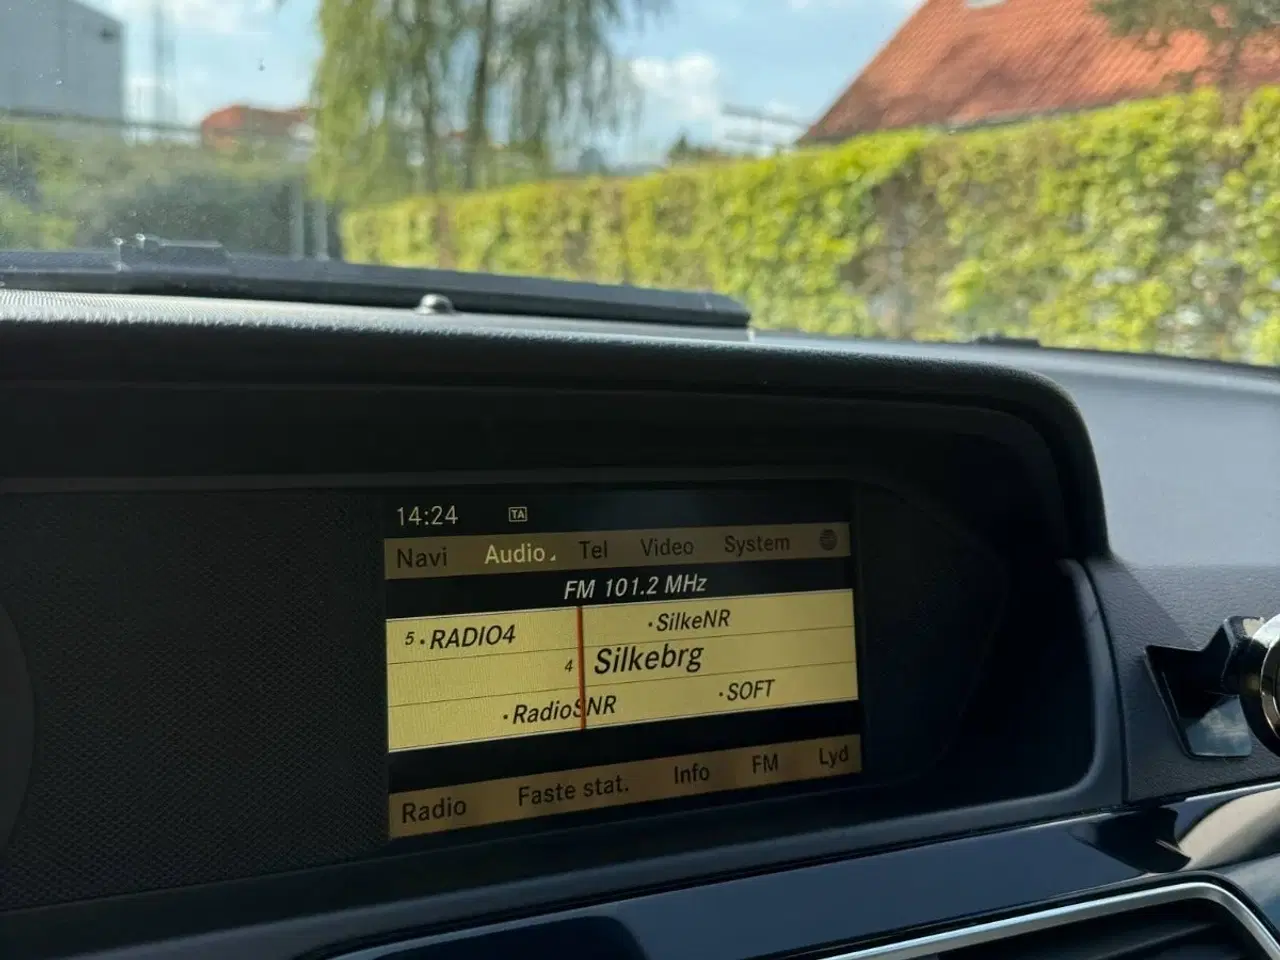 14:24 TA
Navi Audio Tel Video System
FM 101.2 MHz
5 · RADIO4 · SilkeNR
4 Silkebrg
· RadioSNR · SOFT
Radio Faste stat. Info FM Lyd